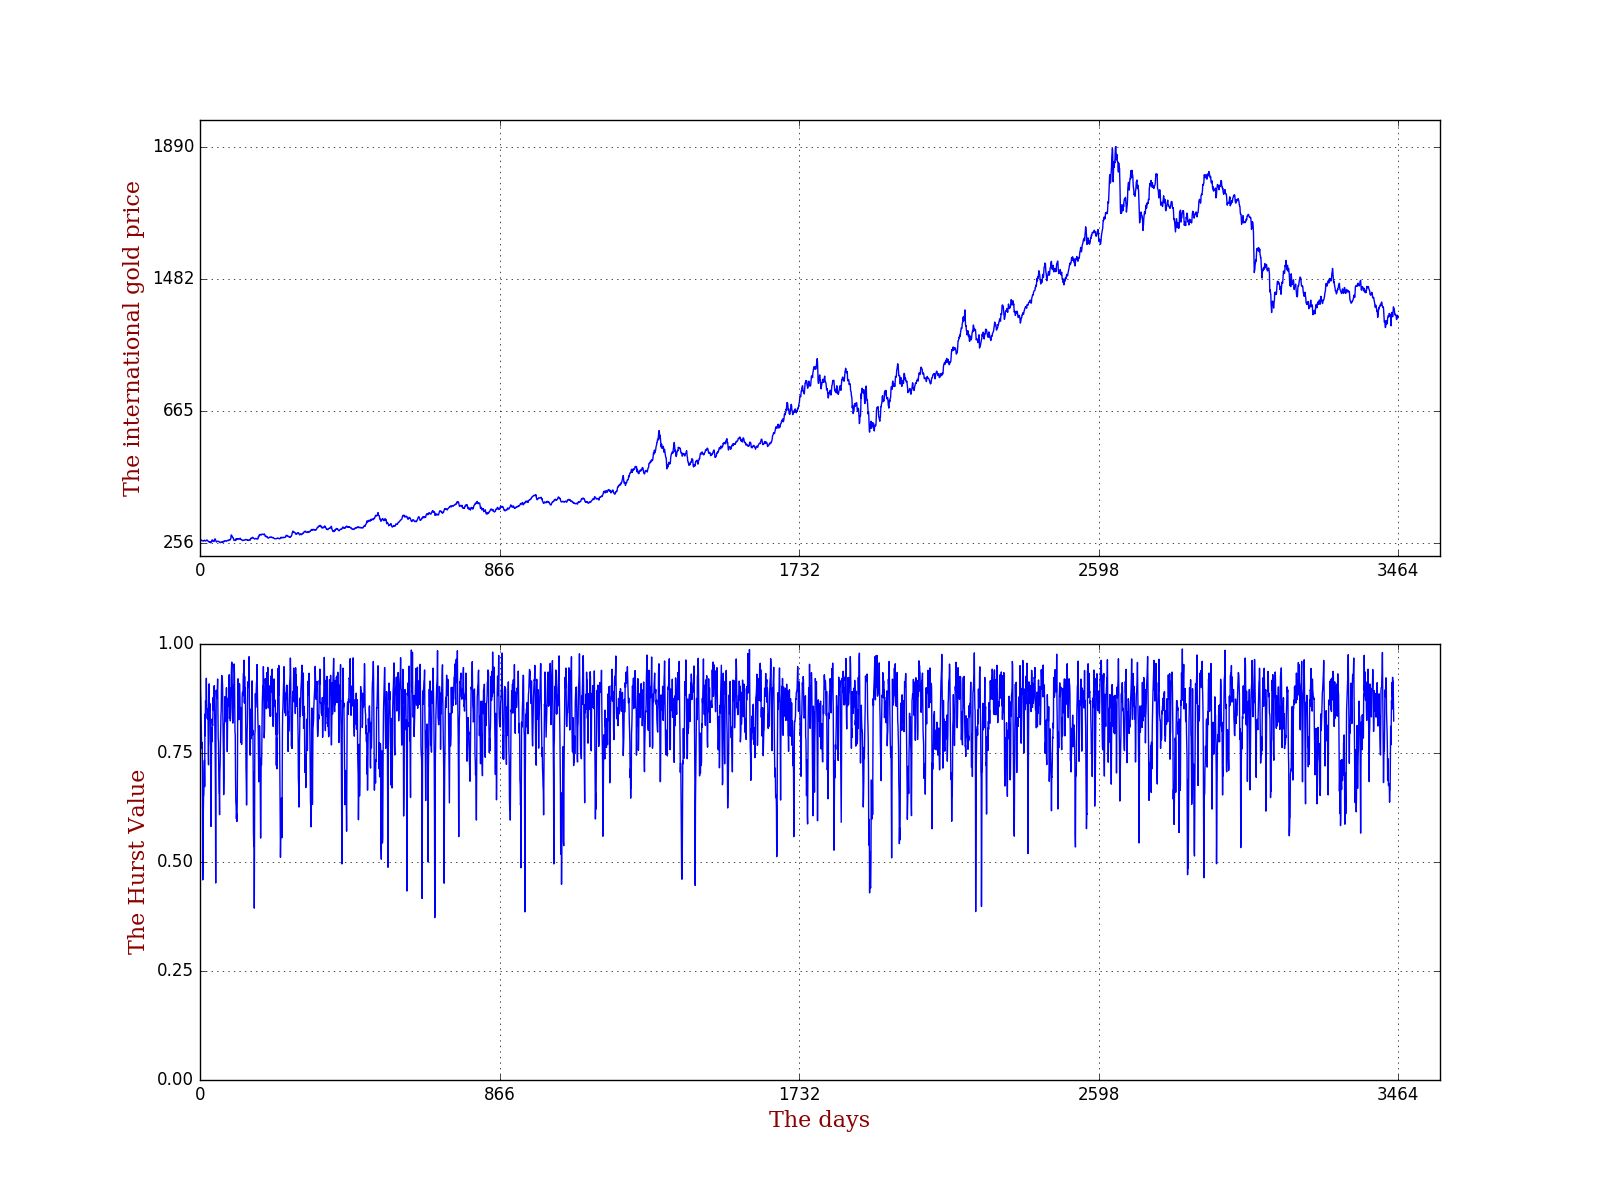 The international gold price
1890
1482
665
256
0 866 1732 2598 3464
The Hurst Value
1.00
0.75
0.50
0.25
0.00
0 866 1732 2598 3464
The days